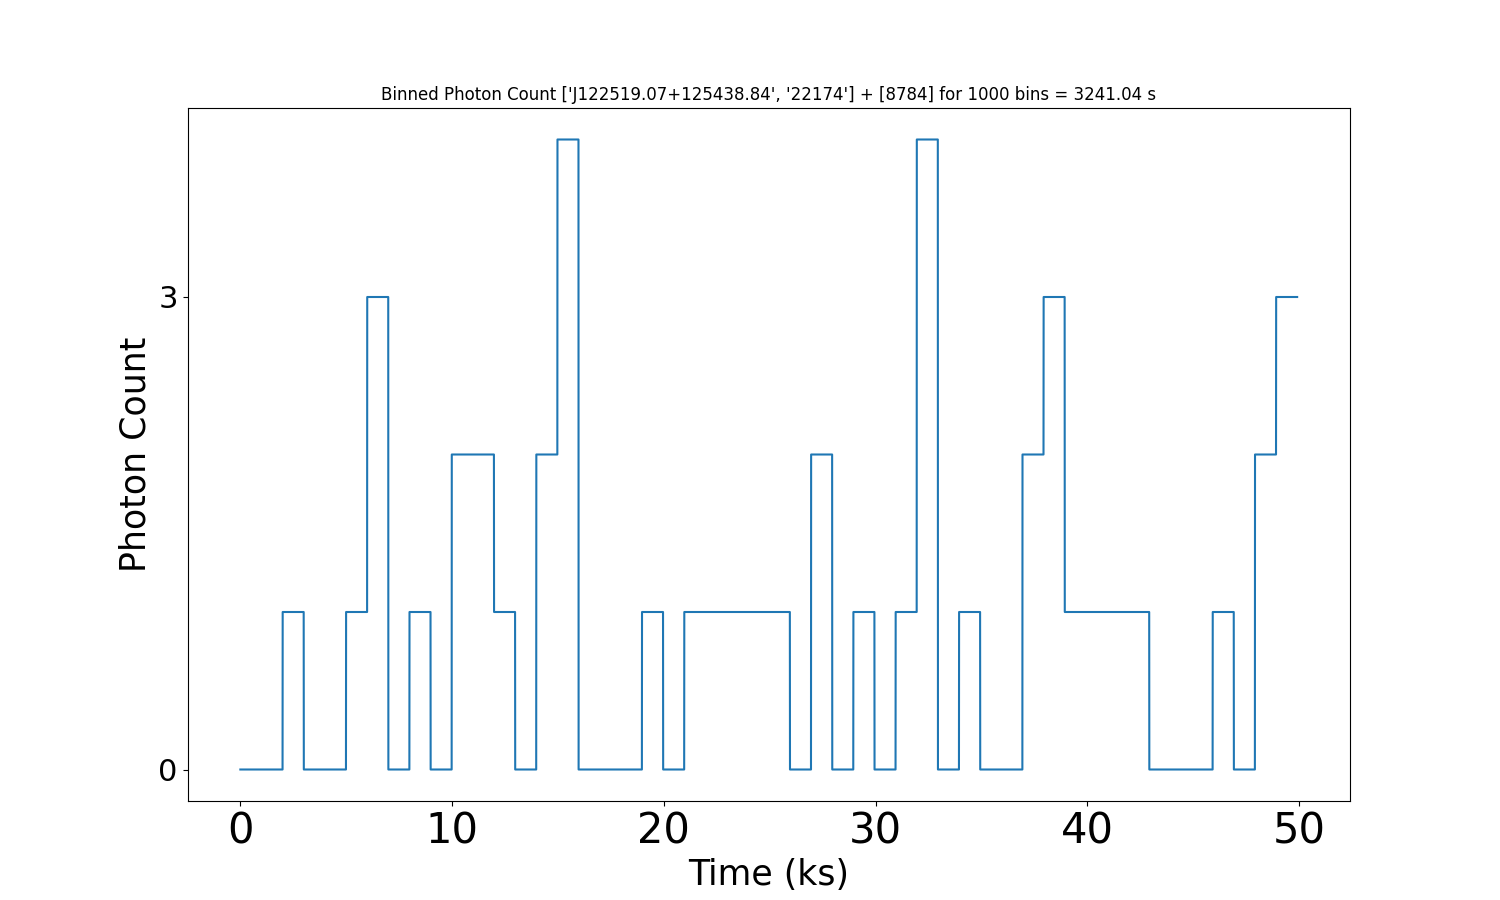 Binned Photon Count ['J122519.07+125438.84', '22174'] + [8784] for 1000 bins = 3241.04 s
Photon Count
3
0
0 10 20 30 40 50
Time (ks)